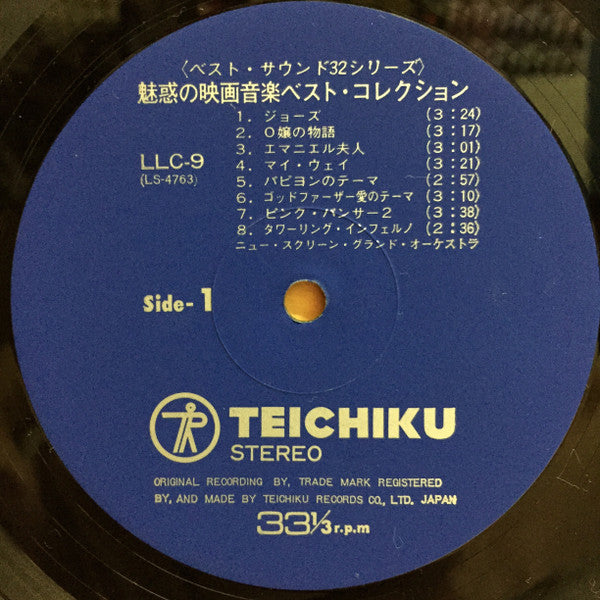 〈ベスト・サウンド32シリーズ〉
魅惑の映画音楽ベスト・コレクション
1. ジョーズ (3:24)
2. O嬢の物語 (3:17)
3. エマニエル夫人 (3:01)
4. マイ・ウェイ (3:21)
5. パピヨンのテーマ (2:57)
6. ゴッドファーザー愛のテーマ (3:10)
7. ピンク・パンサー2 (3:38)
8. タワーリング・インフェルノ (2:36)
ニュー・スクリーン・グランド・オーケストラ
LLC-9
(LS-4763)
Side-1
TEICHIKU
STEREO
ORIGINAL RECORDING BY, TRADE MARK REGISTERED
BY, AND MADE BY TEICHIKU RECORDS CO., LTD. JAPAN
33 1/3 r.p.m